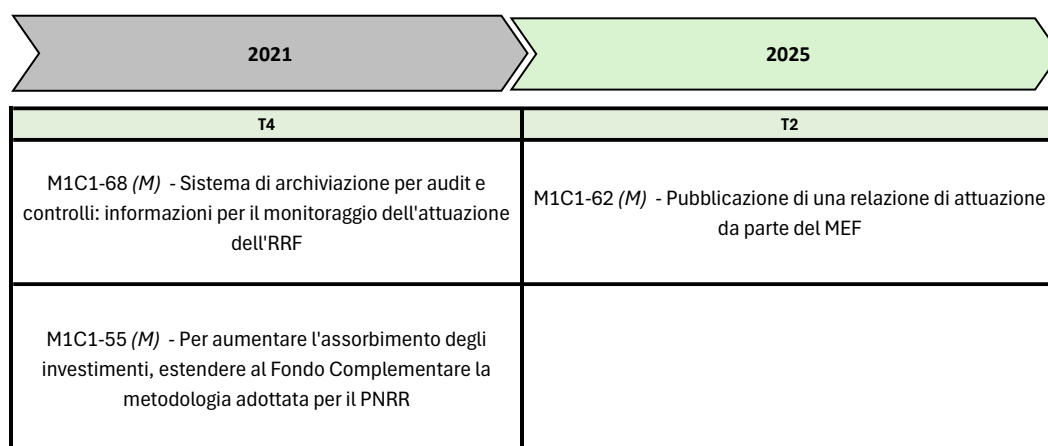 2021
2025
T4
T2
M1C1-68 (M) - Sistema di archiviazione per audit e
controlli: informazioni per il monitoraggio dell'attuazione
dell'RRF
M1C1-62 (M) - Pubblicazione di una relazione di attuazione
da parte del MEF
M1C1-55 (M) - Per aumentare l'assorbimento degli
investimenti, estendere al Fondo Complementare la
metodologia adottata per il PNRR